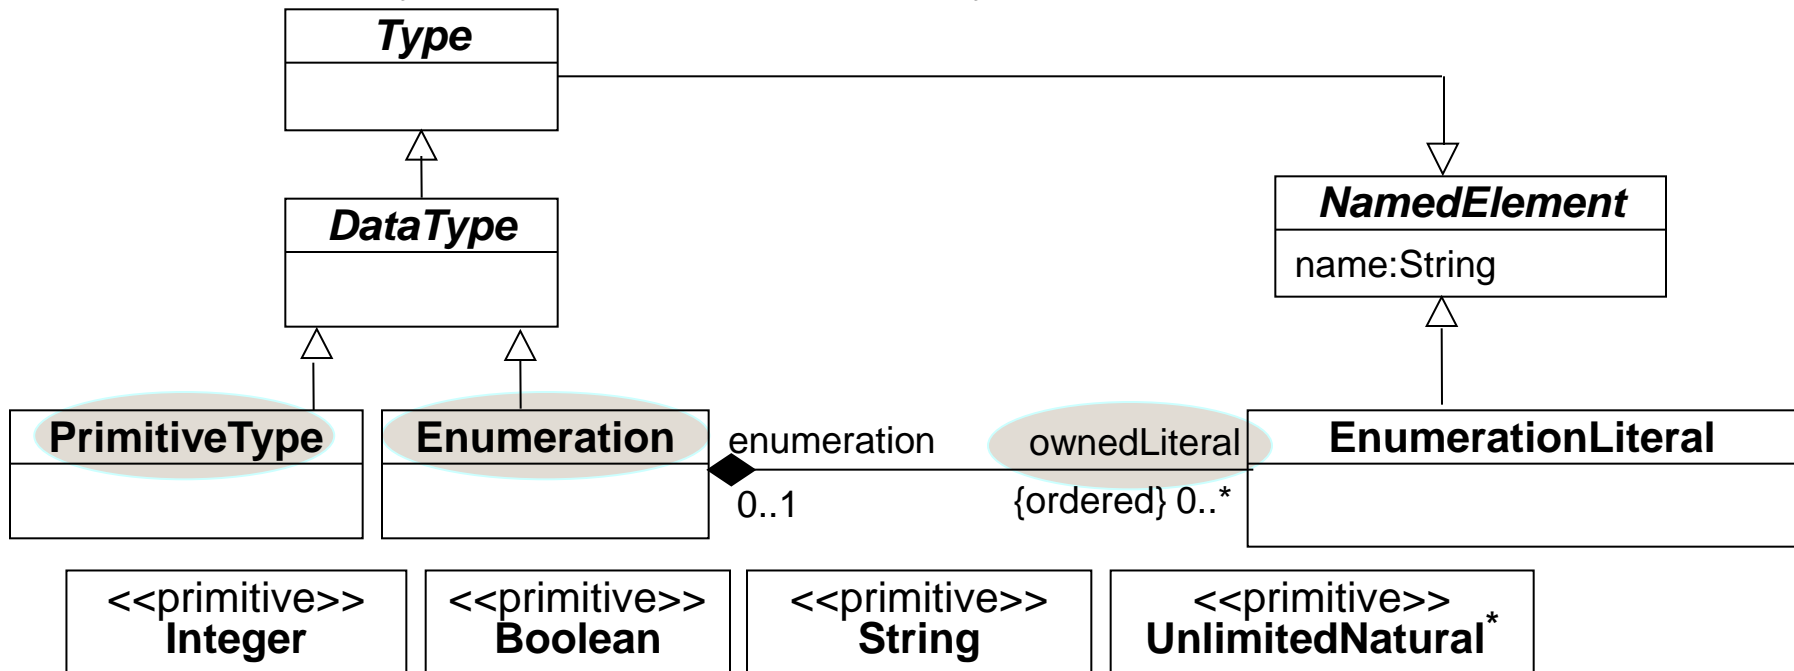 Type
DataType
NamedElement
name:String
PrimitiveType
Enumeration
enumeration
ownedLiteral
EnumerationLiteral
0..1
{ordered} 0..*
<<primitive>>
Integer
<<primitive>>
Boolean
<<primitive>>
String
<<primitive>>
UnlimitedNatural*